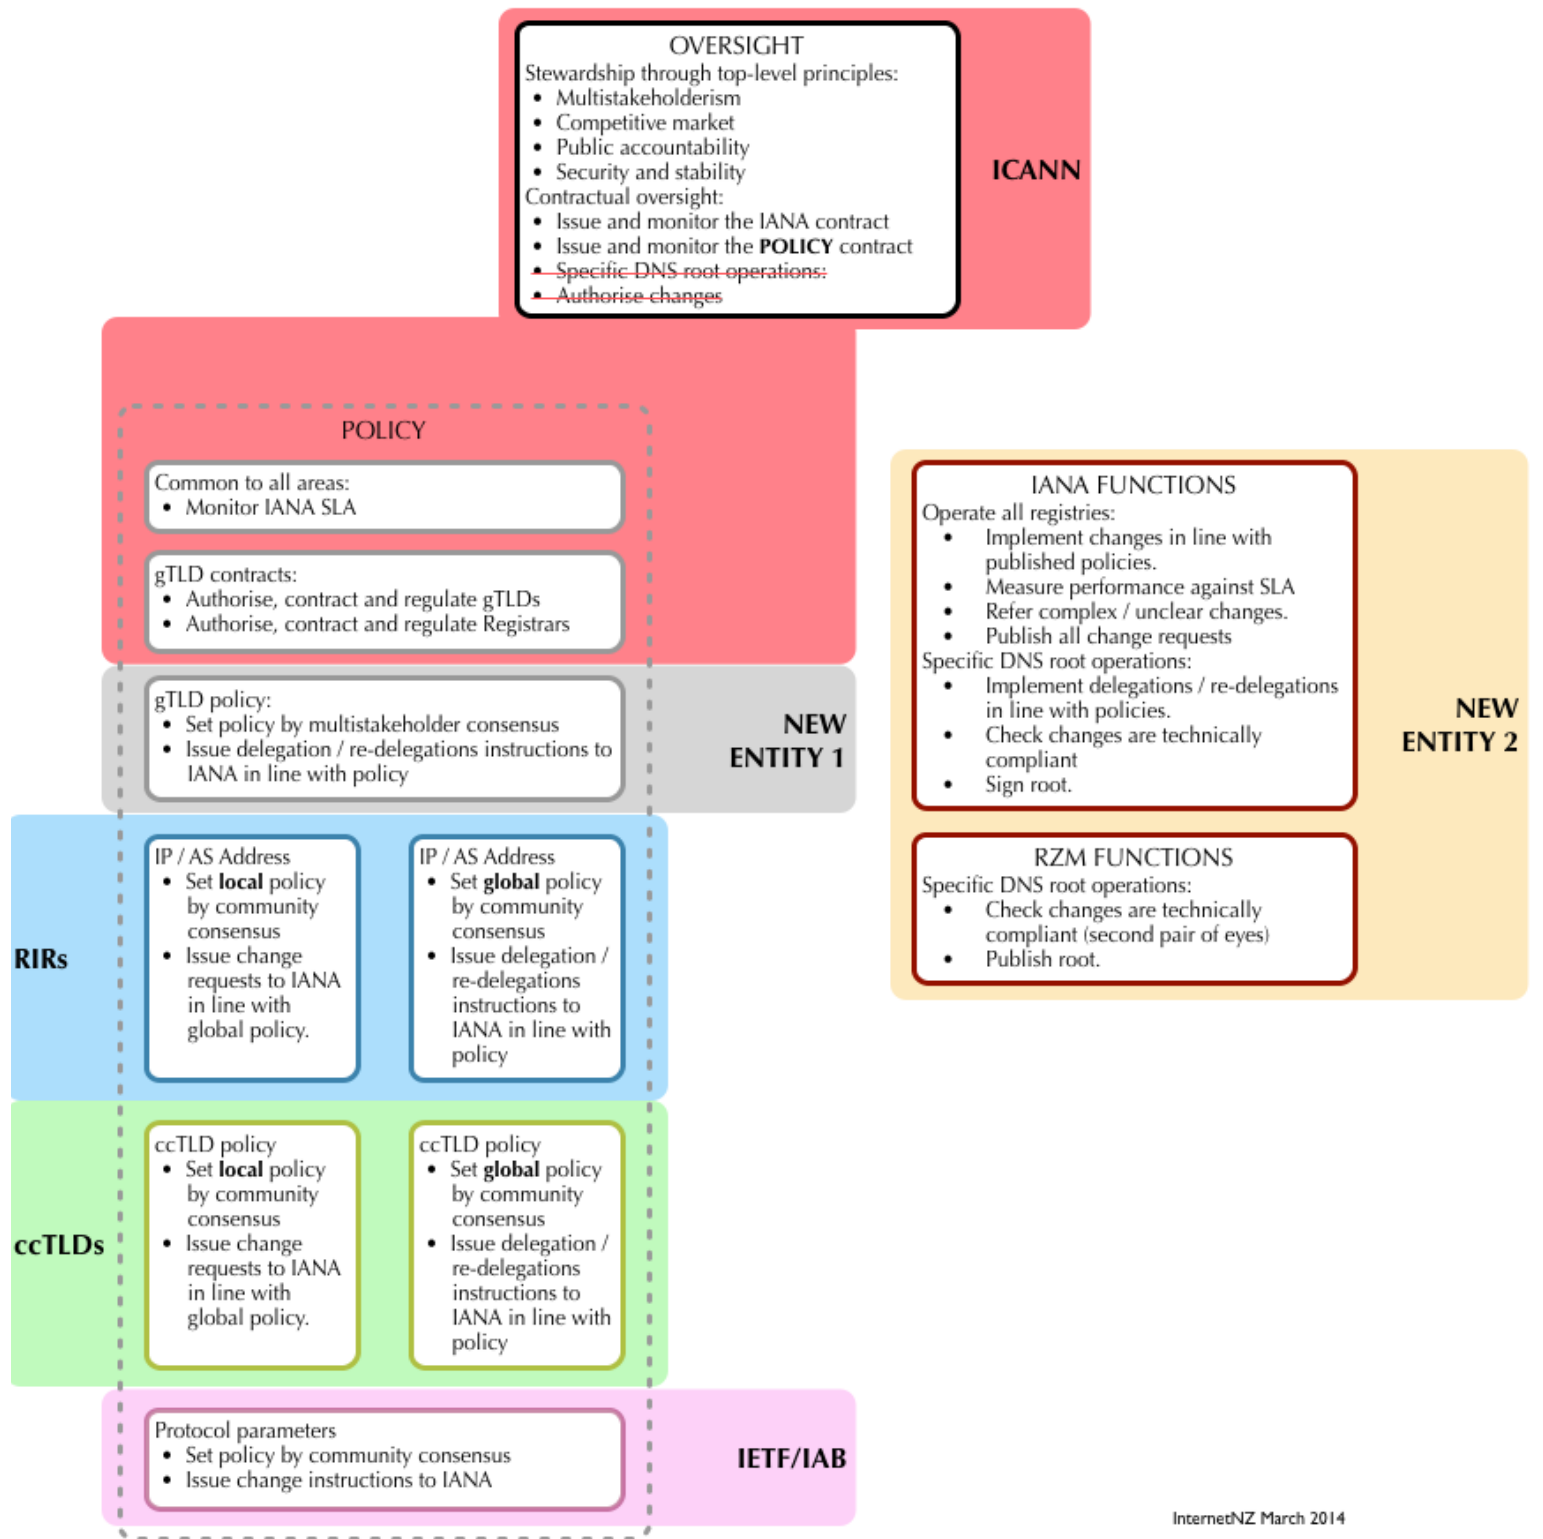 OVERSIGHT
Stewardship through top-level principles:
• Multistakeholderism
• Competitive market
• Public accountability
• Security and stability
Contractual oversight:
• Issue and monitor the IANA contract
• Issue and monitor the POLICY contract
• Specific DNS root operations:
• Authorise changes
ICANN
POLICY
Common to all areas:
• Monitor IANA SLA
gTLD contracts:
• Authorise, contract and regulate gTLDs
• Authorise, contract and regulate Registrars
gTLD policy:
• Set policy by multistakeholder consensus
• Issue delegation / re-delegations instructions to
IANA in line with policy
NEW
ENTITY 1
RIRs
IP / AS Address
• Set local policy
by community
consensus
• Issue change
requests to IANA
in line with
global policy.
IP / AS Address
• Set global policy
by community
consensus
• Issue delegation /
re-delegations
instructions to
IANA in line with
policy
ccTLDs
ccTLD policy
• Set local policy
by community
consensus
• Issue change
requests to IANA
in line with
global policy.
ccTLD policy
• Set global policy
by community
consensus
• Issue delegation /
re-delegations
instructions to
IANA in line with
policy
Protocol parameters
• Set policy by community consensus
• Issue change instructions to IANA
IETF/IAB
IANA FUNCTIONS
Operate all registries:
• Implement changes in line with
published policies.
• Measure performance against SLA
• Refer complex / unclear changes.
• Publish all change requests
Specific DNS root operations:
• Implement delegations / re-delegations
in line with policies.
• Check changes are technically
compliant
• Sign root.
NEW
ENTITY 2
RZM FUNCTIONS
Specific DNS root operations:
• Check changes are technically
compliant (second pair of eyes)
• Publish root.
InternetNZ March 2014